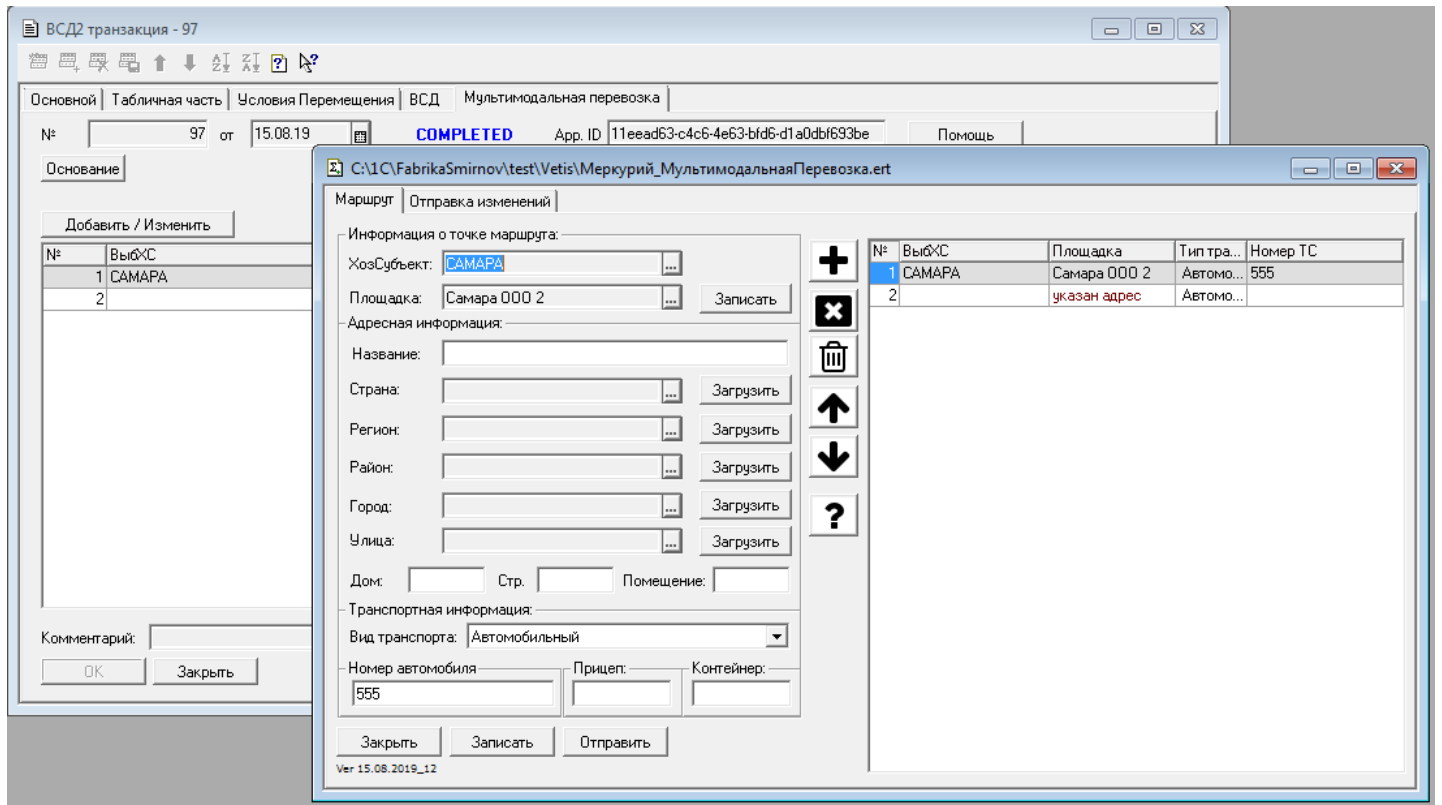 ВСД2 транзакция - 97
Основной Табличная часть Условия Перемещения ВСД Мультимодальная перевозка
№ 97 от 15.08.19 COMPLETED App. ID 11eead63-c4c6-4e63-bfd6-d1a0dbf693be Помощь
Основание
Добавить / Изменить
№ ВыбХС
1 САМАРА
2
Комментарий:
OK Закрыть
C:\1C\FabrikaSmirnov\test\Vetis\Меркурий_МультимодальнаяПеревозка.ert
Маршрут Отправка изменений
Информация о точке маршрута:
ХозСубъект: САМАРА ...
Площадка: Самара ООО 2 ... Записать
Адресная информация:
Название:
Страна: ... Загрузить
Регион: ... Загрузить
Район: ... Загрузить
Город: ... Загрузить
Улица: ... Загрузить
Дом: Стр. Помещение:
Транспортная информация:
Вид транспорта: Автомобильный
Номер автомобиля Прицеп: Контейнер:
555
Закрыть Записать Отправить
Ver 15.08.2019_12
?
№ ВыбХС Площадка Тип тра... Номер ТС
1 САМАРА Самара ООО 2 Автомо... 555
2 указан адрес Автомо...